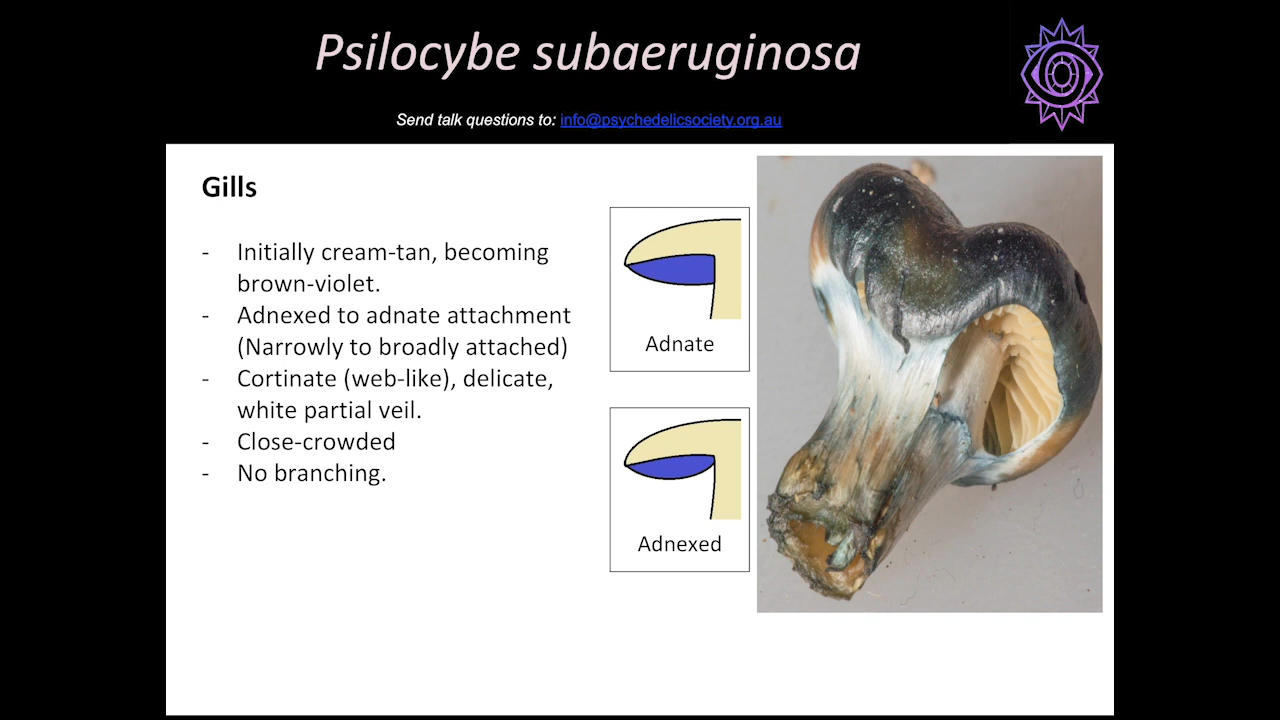 Psilocybe subaeruginosa
Send talk questions to: info@psychedelicsociety.org.au
Gills
- Initially cream-tan, becoming
brown-violet.
- Adnexed to adnate attachment
(Narrowly to broadly attached)
- Cortinate (web-like), delicate,
white partial veil.
- Close-crowded
- No branching.
Adnate
Adnexed